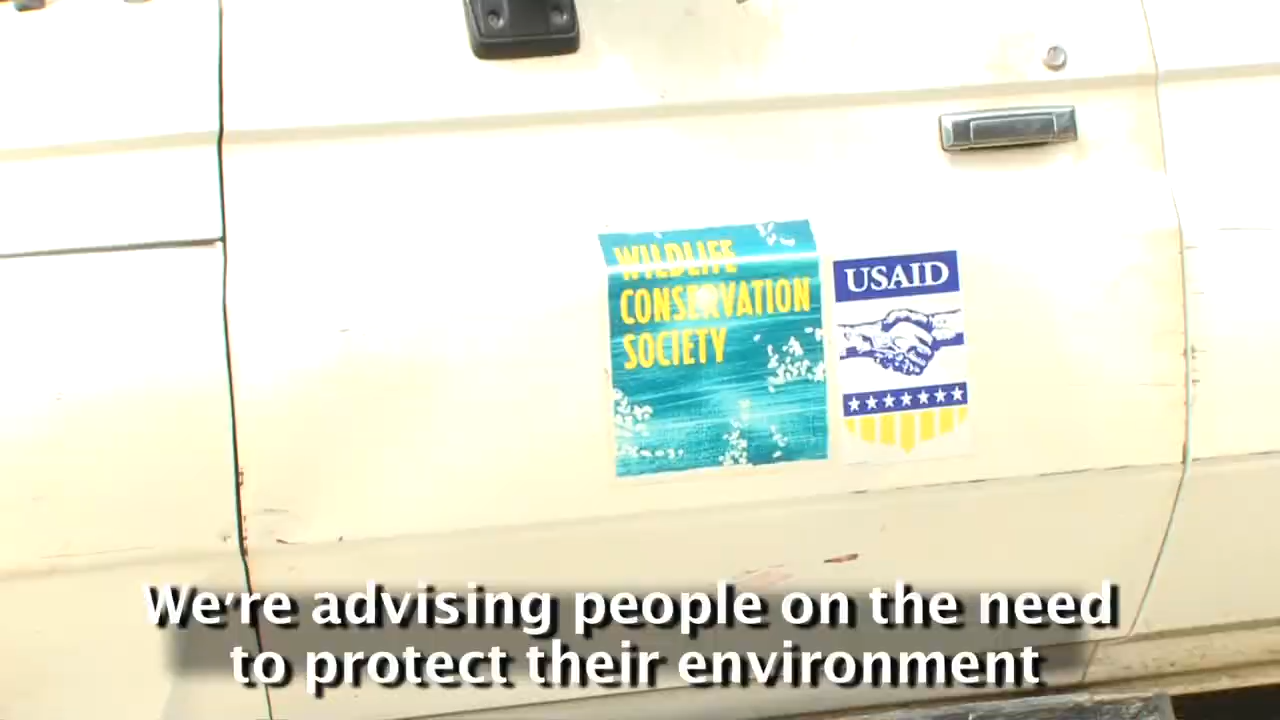 WILDLIFE
CONSERVATION
SOCIETY
USAID
We're advising people on the need
to protect their environment